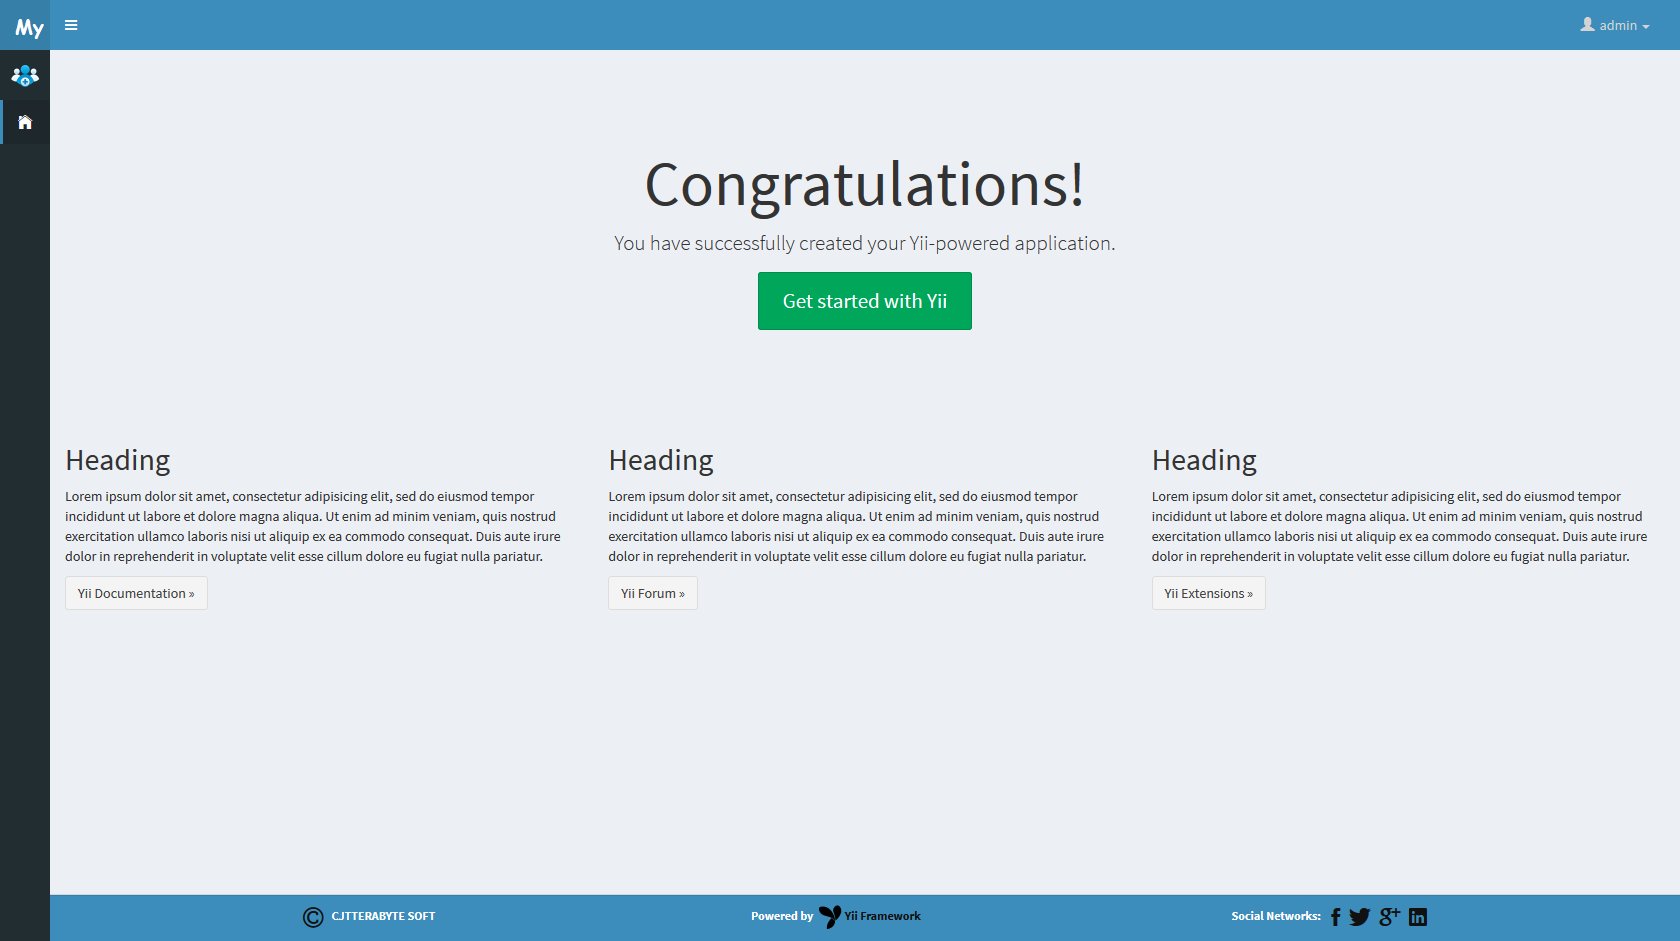 My
admin
Congratulations!
You have successfully created your Yii-powered application.
Get started with Yii
Heading
Lorem ipsum dolor sit amet, consectetur adipisicing elit, sed do eiusmod tempor
incididunt ut labore et dolore magna aliqua. Ut enim ad minim veniam, quis nostrud
exercitation ullamco laboris nisi ut aliquip ex ea commodo consequat. Duis aute irure
dolor in reprehenderit in voluptate velit esse cillum dolore eu fugiat nulla pariatur.
Yii Documentation »
Heading
Lorem ipsum dolor sit amet, consectetur adipisicing elit, sed do eiusmod tempor
incididunt ut labore et dolore magna aliqua. Ut enim ad minim veniam, quis nostrud
exercitation ullamco laboris nisi ut aliquip ex ea commodo consequat. Duis aute irure
dolor in reprehenderit in voluptate velit esse cillum dolore eu fugiat nulla pariatur.
Yii Forum »
Heading
Lorem ipsum dolor sit amet, consectetur adipisicing elit, sed do eiusmod tempor
incididunt ut labore et dolore magna aliqua. Ut enim ad minim veniam, quis nostrud
exercitation ullamco laboris nisi ut aliquip ex ea commodo consequat. Duis aute irure
dolor in reprehenderit in voluptate velit esse cillum dolore eu fugiat nulla pariatur.
Yii Extensions »
© CJTTERABYTE SOFT
Powered by Yii Framework
Social Networks: f g+ in